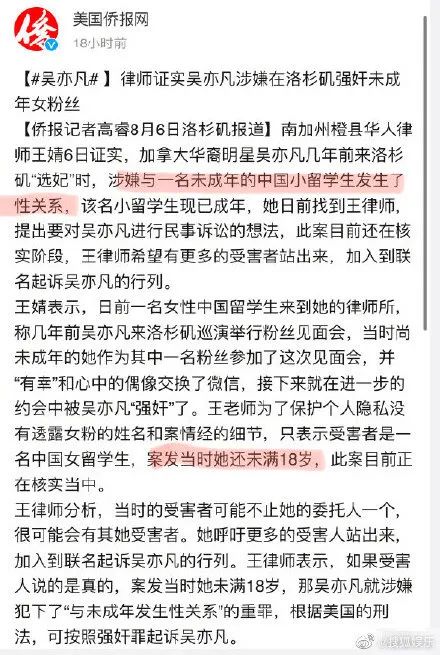 侨
美国侨报网
18小时前
【#吴亦凡#】律师证实吴亦凡涉嫌在洛杉矶强奸未成
年女粉丝
【侨报记者高睿8月6日洛杉矶报道】南加州橙县华人律
师王婧6日证实，加拿大华裔明星吴亦凡几年前来洛杉
矶“选妃”时，涉嫌与一名未成年的中国小留学生发生了
性关系，该名小留学生现已成年，她日前找到王律师，
提出要对吴亦凡进行民事诉讼的想法，此案目前还在核
实阶段，王律师希望有更多的受害者站出来，加入到联
名起诉吴亦凡的行列。
王婧表示，日前一名女性中国留学生来到她的律师所，
称几年前吴亦凡来洛杉矶巡演举行粉丝见面会，当时尚
未成年的她作为其中一名粉丝参加了这次见面会，并
“有幸”和心中的偶像交换了微信，接下来就在进一步的
约会中被吴亦凡“强奸”了。王老师为了保护个人隐私没
有透露女粉的姓名和案情经的细节，只表示受害者是一
名中国女留学生，案发当时她还未满18岁，此案目前正
在核实当中。
王律师分析，当时的受害者可能不止她的委托人一个，
很可能会有其她受害者。她呼吁更多的受害人站出来，
加入到联名起诉吴亦凡的行列。王律师表示，如果受害
人说的是真的，案发当时她未满18岁，那吴亦凡就涉嫌
犯下了“与未成年发生性关系”的重罪，根据美国的刑
法，可按照强奸罪起诉吴亦凡。
@搜狐娱乐